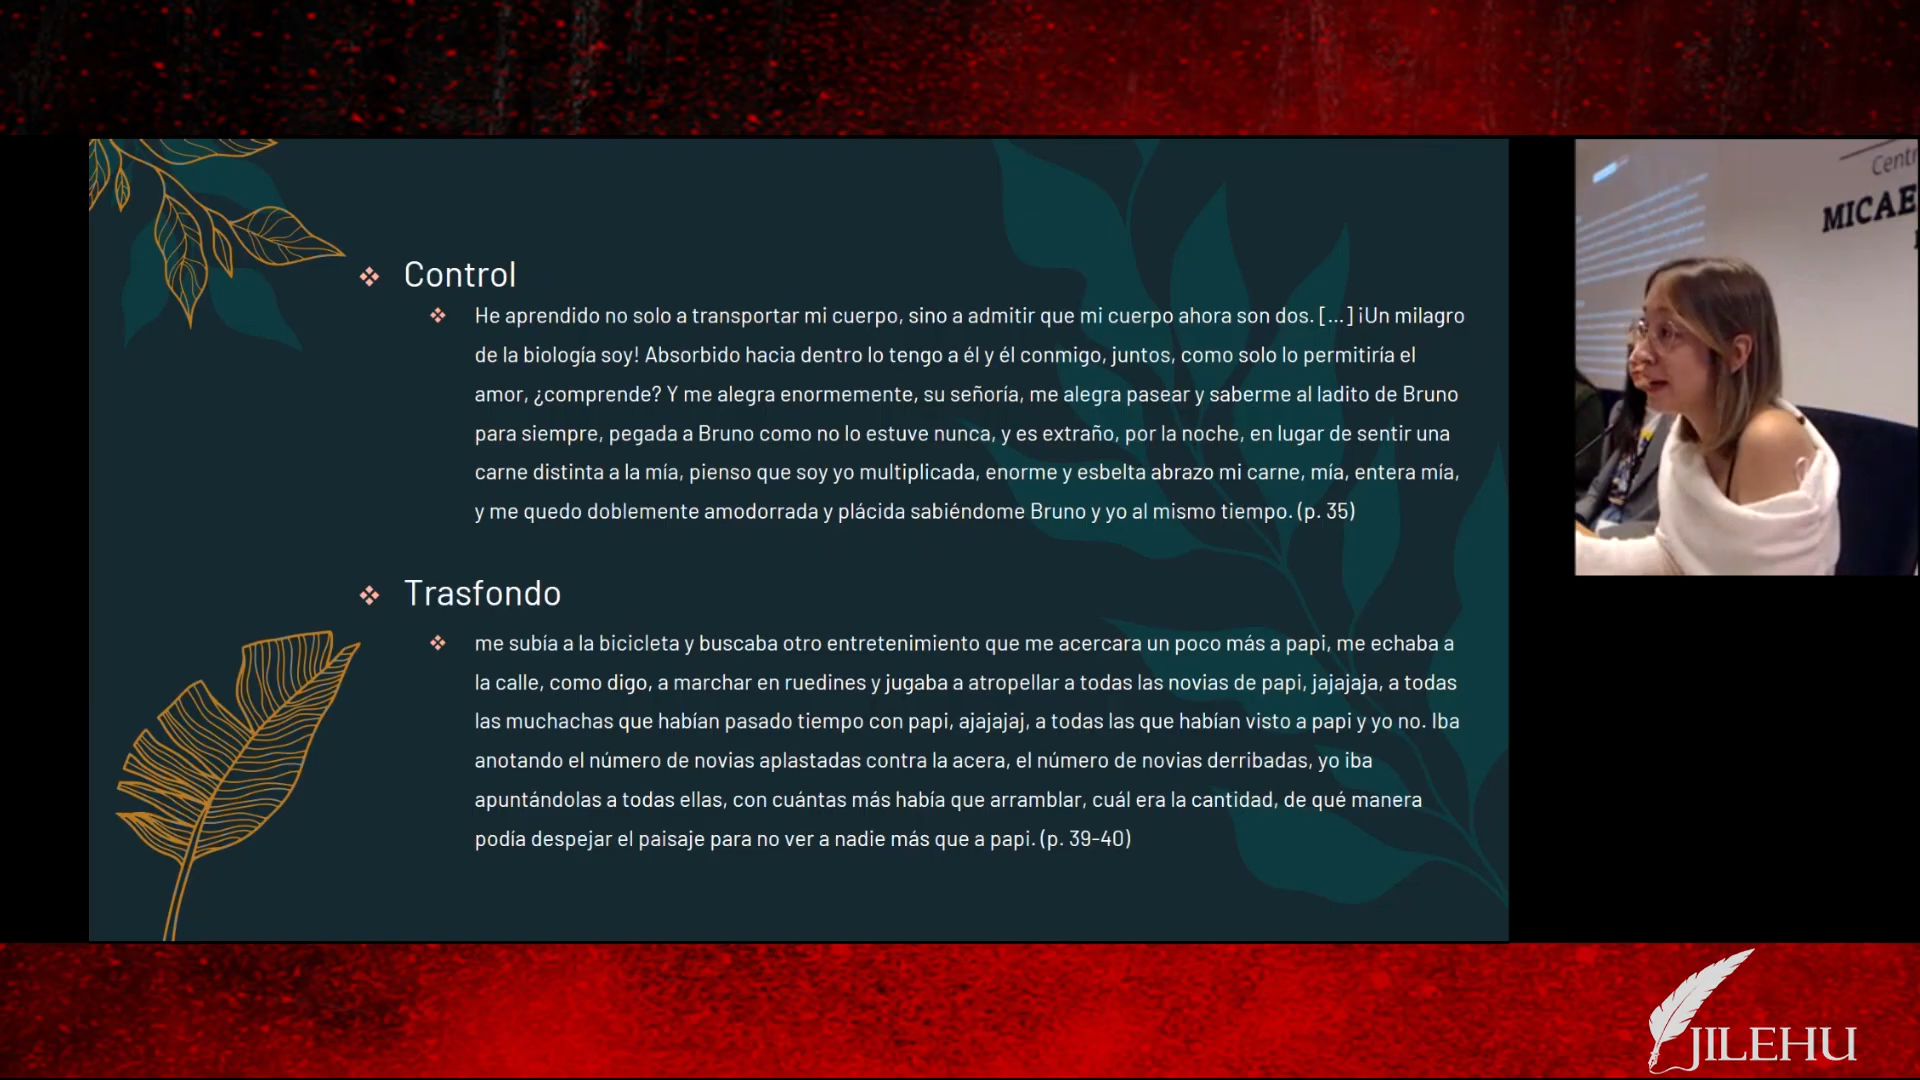 Control
He aprendido no solo a transportar mi cuerpo, sino a admitir que mi cuerpo ahora son dos. [...] ¡Un milagro
de la biología soy! Absorbido hacia dentro lo tengo a él y él conmigo, juntos, como solo lo permitiría el
amor, ¿comprende? Y me alegra enormemente, su señoría, me alegra pasear y saberme al ladito de Bruno
para siempre, pegada a Bruno como no lo estuve nunca, y es extraño, por la noche, en lugar de sentir una
carne distinta a la mía, pienso que soy yo multiplicada, enorme y esbelta abrazo mi carne, mía, entera mía,
y me quedo doblemente amodorrada y plácida sabiéndome Bruno y yo al mismo tiempo. (p. 35)
Trasfondo
me subía a la bicicleta y buscaba otro entretenimiento que me acercara un poco más a papi, me echaba a
la calle, como digo, a marchar en ruedines y jugaba a atropellar a todas las novias de papi, jajajaja, a todas
las muchachas que habían pasado tiempo con papi, ajajajaj, a todas las que habían visto a papi y yo no. Iba
anotando el número de novias aplastadas contra la acera, el número de novias derribadas, yo iba
apuntándolas a todas ellas, con cuántas más había que arramblar, cuál era la cantidad, de qué manera
podía despejar el paisaje para no ver a nadie más que a papi. (p. 39-40)
Centr
MICAE
JILEHU